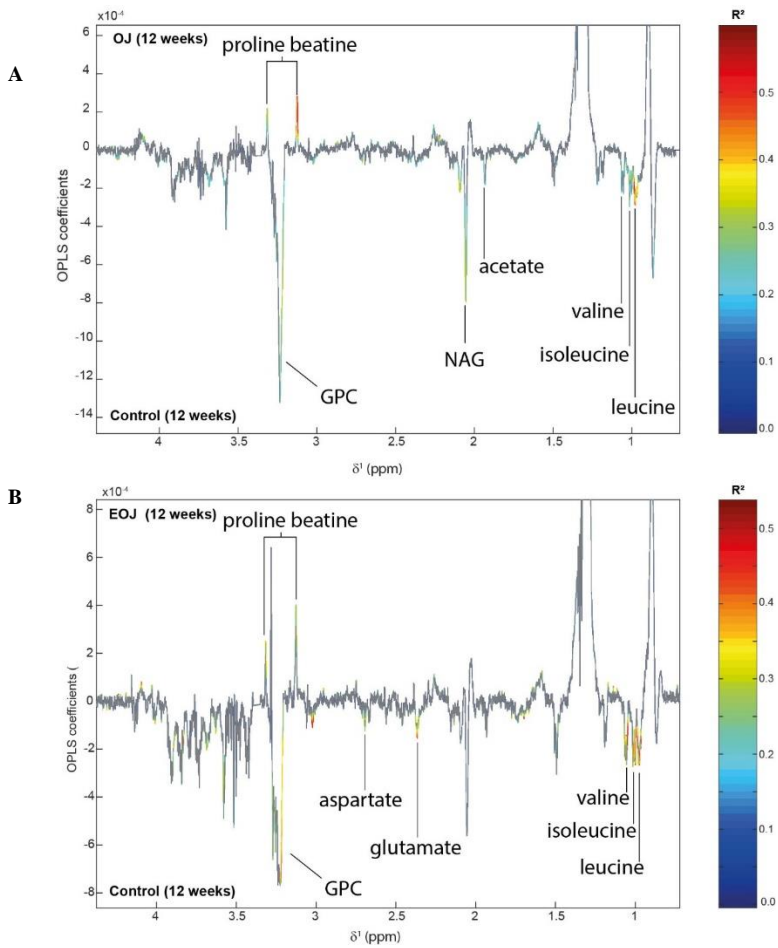 A
x10⁻⁴
OJ (12 weeks)
proline beatine
R²
6
4
2
0
-2
-4
-6
-8
-10
-12
-14
OPLS coefficients
acetate
valine
NAG
isoleucine
GPC
leucine
Control (12 weeks)
4
3.5
3
2.5
2
1.5
1
δ¹ (ppm)
0.5
0.4
0.3
0.2
0.1
0.0
B
x10⁻⁴
EOJ (12 weeks)
proline beatine
R²
8
6
4
2
0
-2
-4
-6
-8
OPLS coefficients (
aspartate
valine
glutamate
isoleucine
leucine
GPC
Control (12 weeks)
4
3.5
3
2.5
2
1.5
1
δ¹ (ppm)
0.5
0.4
0.3
0.2
0.1
0.0